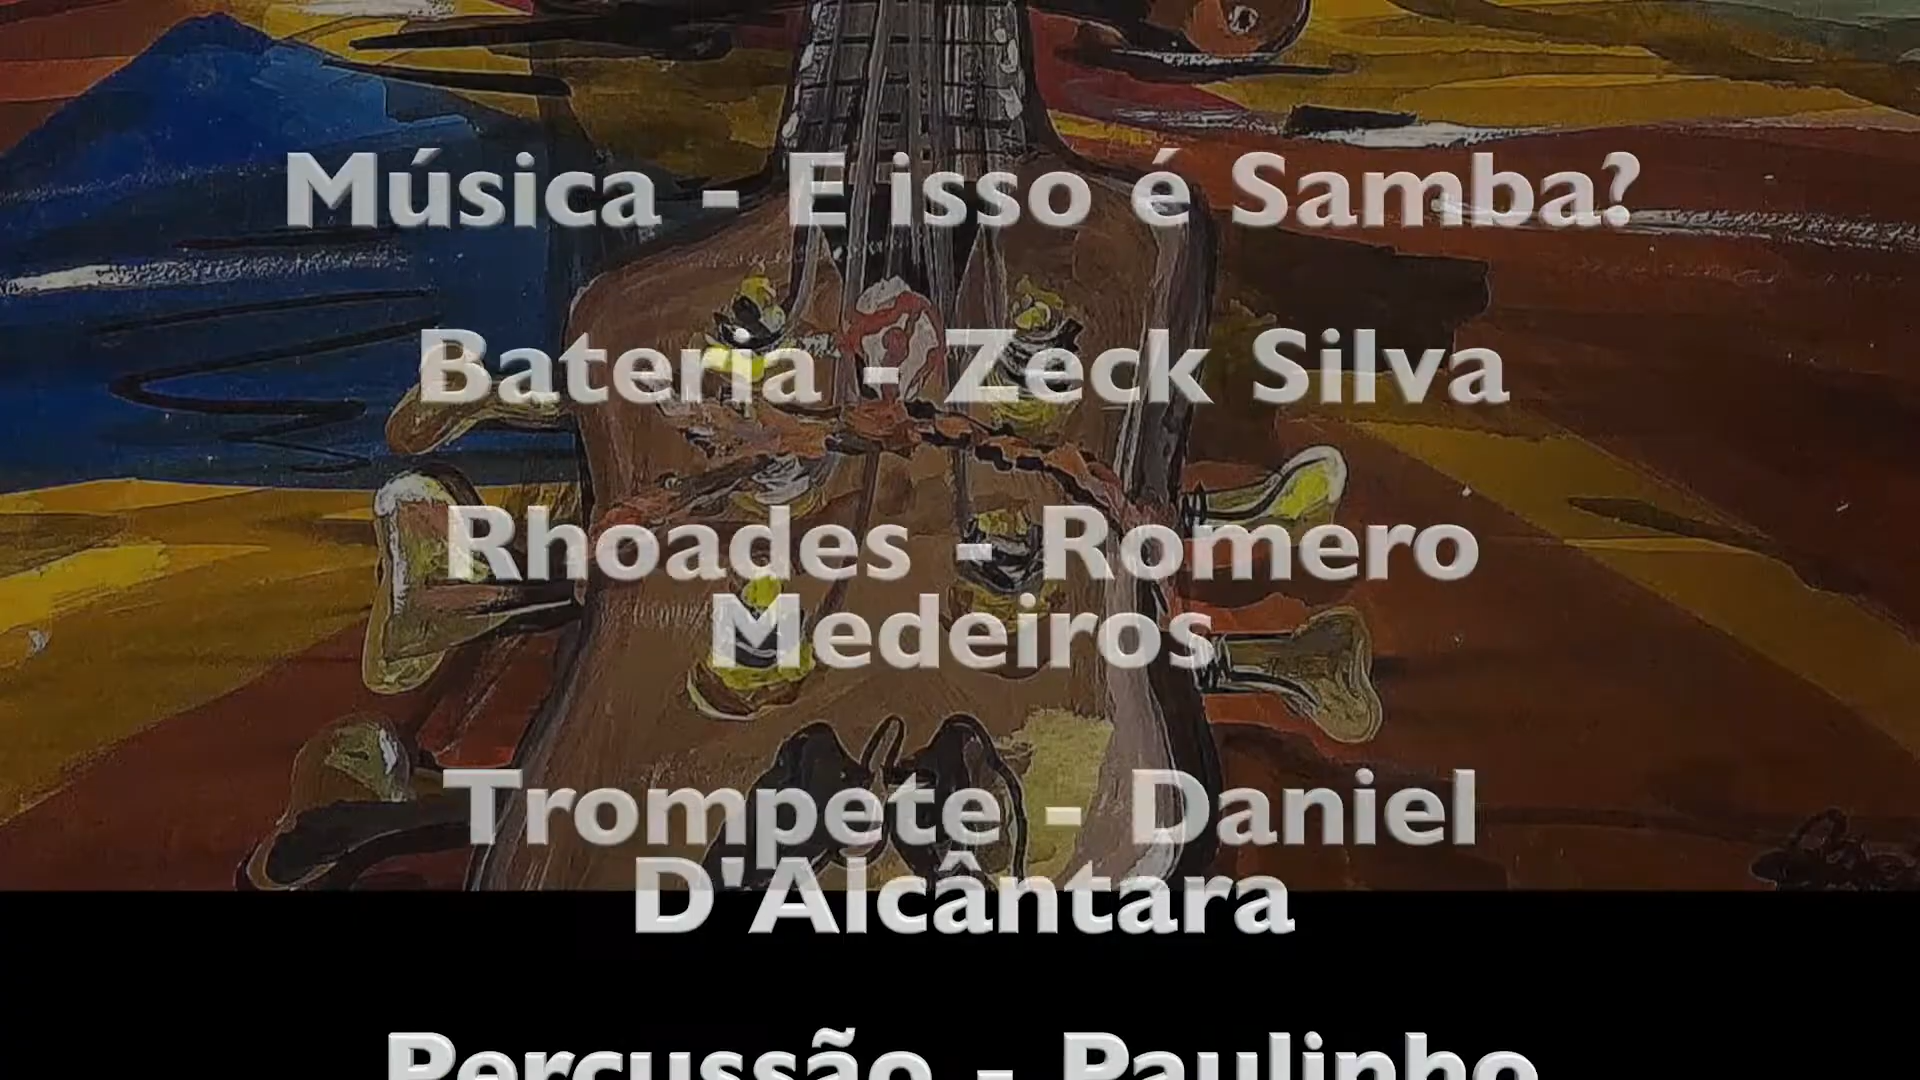 Música - E isso é Samba?
Bateria - Zeck Silva
Rhoades - Romero
Medeiros
Trompete - Daniel
D'Alcântara
Percussão - Paulinho